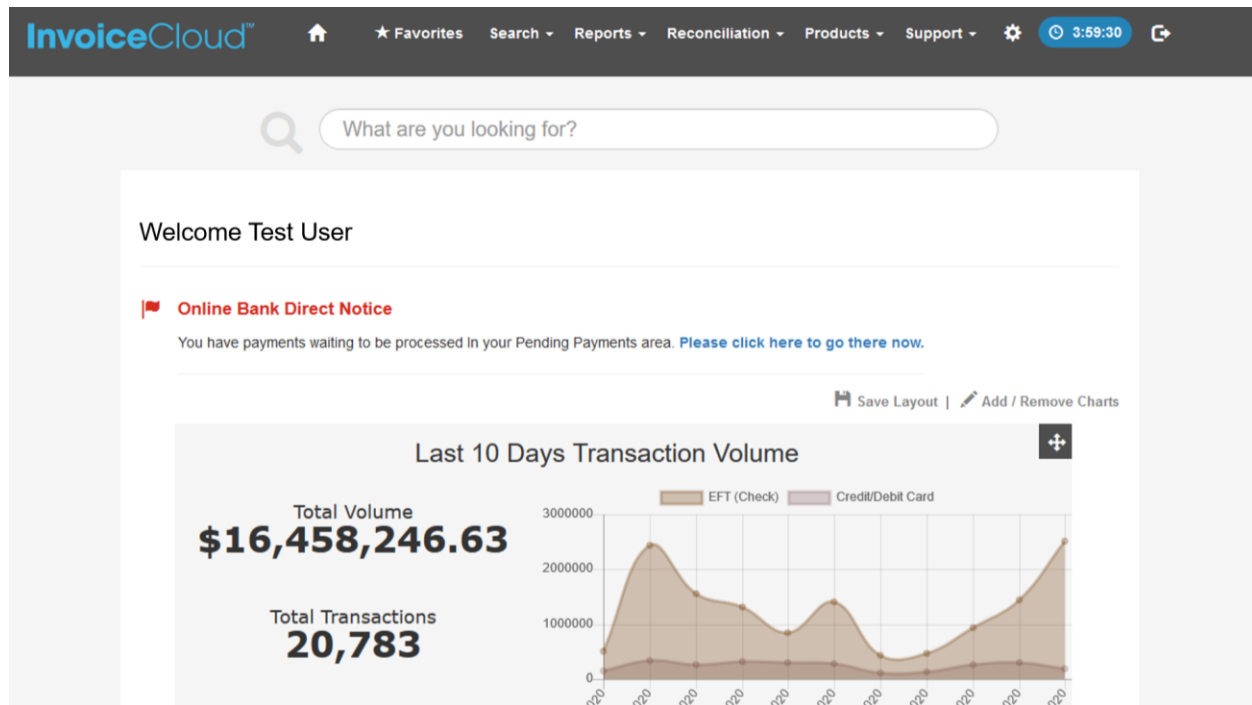 InvoiceCloud™ ★ Favorites Search Reports Reconciliation Products Support 3:59:30
What are you looking for?
Welcome Test User
Online Bank Direct Notice
You have payments waiting to be processed In your Pending Payments area. Please click here to go there now.
Save Layout | Add / Remove Charts
Last 10 Days Transaction Volume
EFT (Check) Credit/Debit Card
Total Volume
$16,458,246.63
Total Transactions
20,783
3000000
2000000
1000000
0